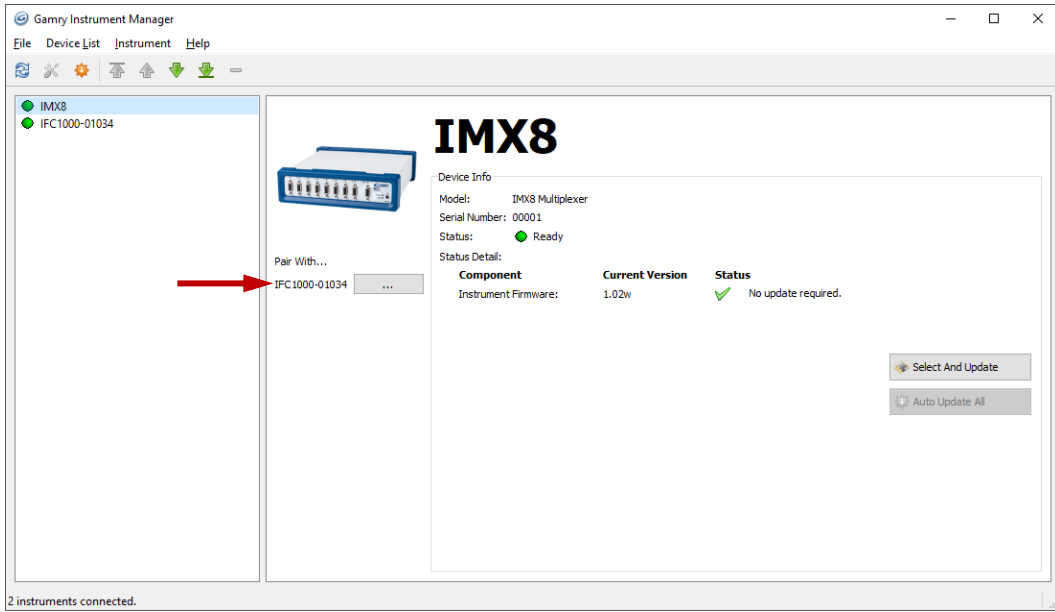 Gamry Instrument Manager
File Device List Instrument Help
IMX8
IFC1000-01034
IMX8
Device Info
Model: IMX8 Multiplexer
Serial Number: 00001
Status: Ready
Status Detail:
Component Current Version Status
Instrument Firmware: 1.02w No update required.
Pair With...
IFC1000-01034 ...
Select And Update
Auto Update All
2 instruments connected.